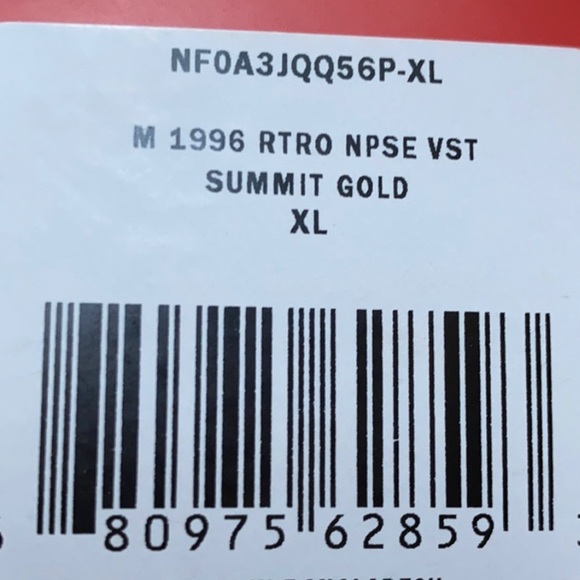 NF0A3JQQ56P-XL
M 1996 RTRO NPSE VST
SUMMIT GOLD
XL
80975 62859